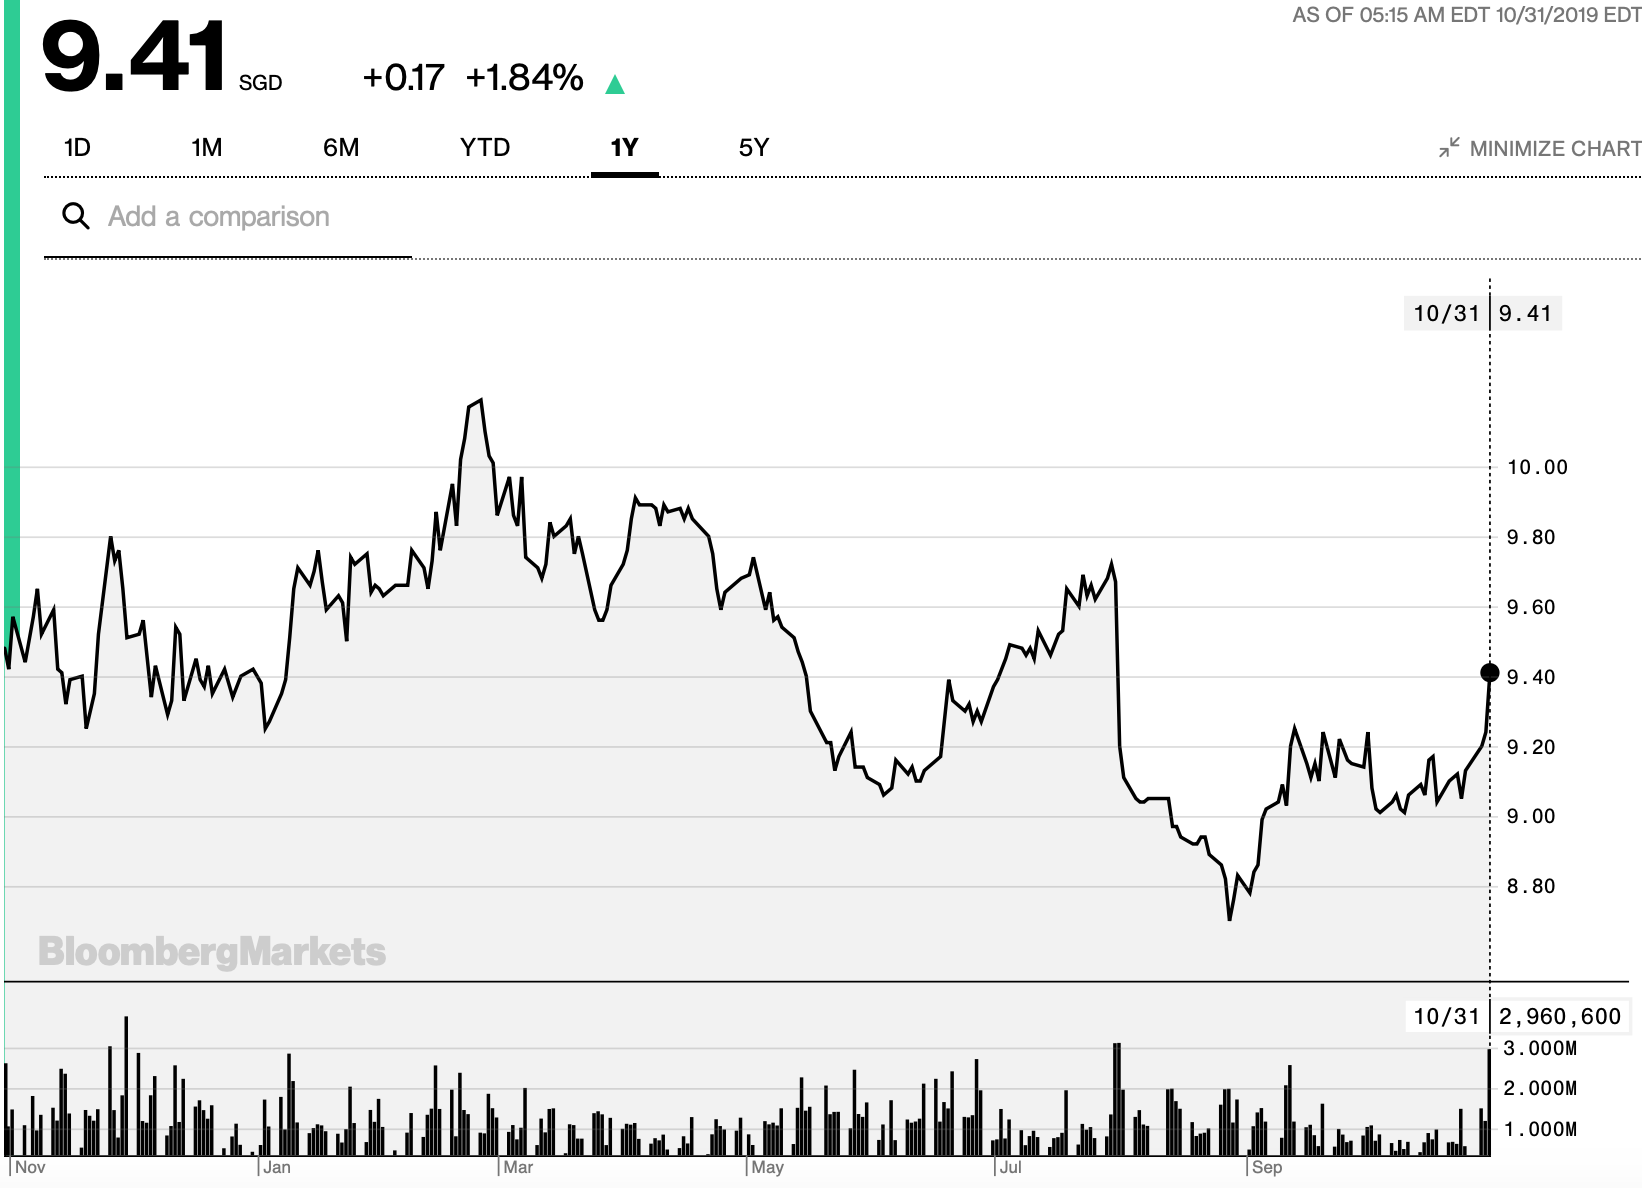 AS OF 05:15 AM EDT 10/31/2019 EDT
9.41 SGD +0.17 +1.84%
1D 1M 6M YTD 1Y 5Y MINIMIZE CHART
Add a comparison
10/31 9.41
10.00
9.80
9.60
9.40
9.20
9.00
8.80
BloombergMarkets
10/31 2,960,600
3.000M
2.000M
1.000M
Nov Jan Mar May Jul Sep